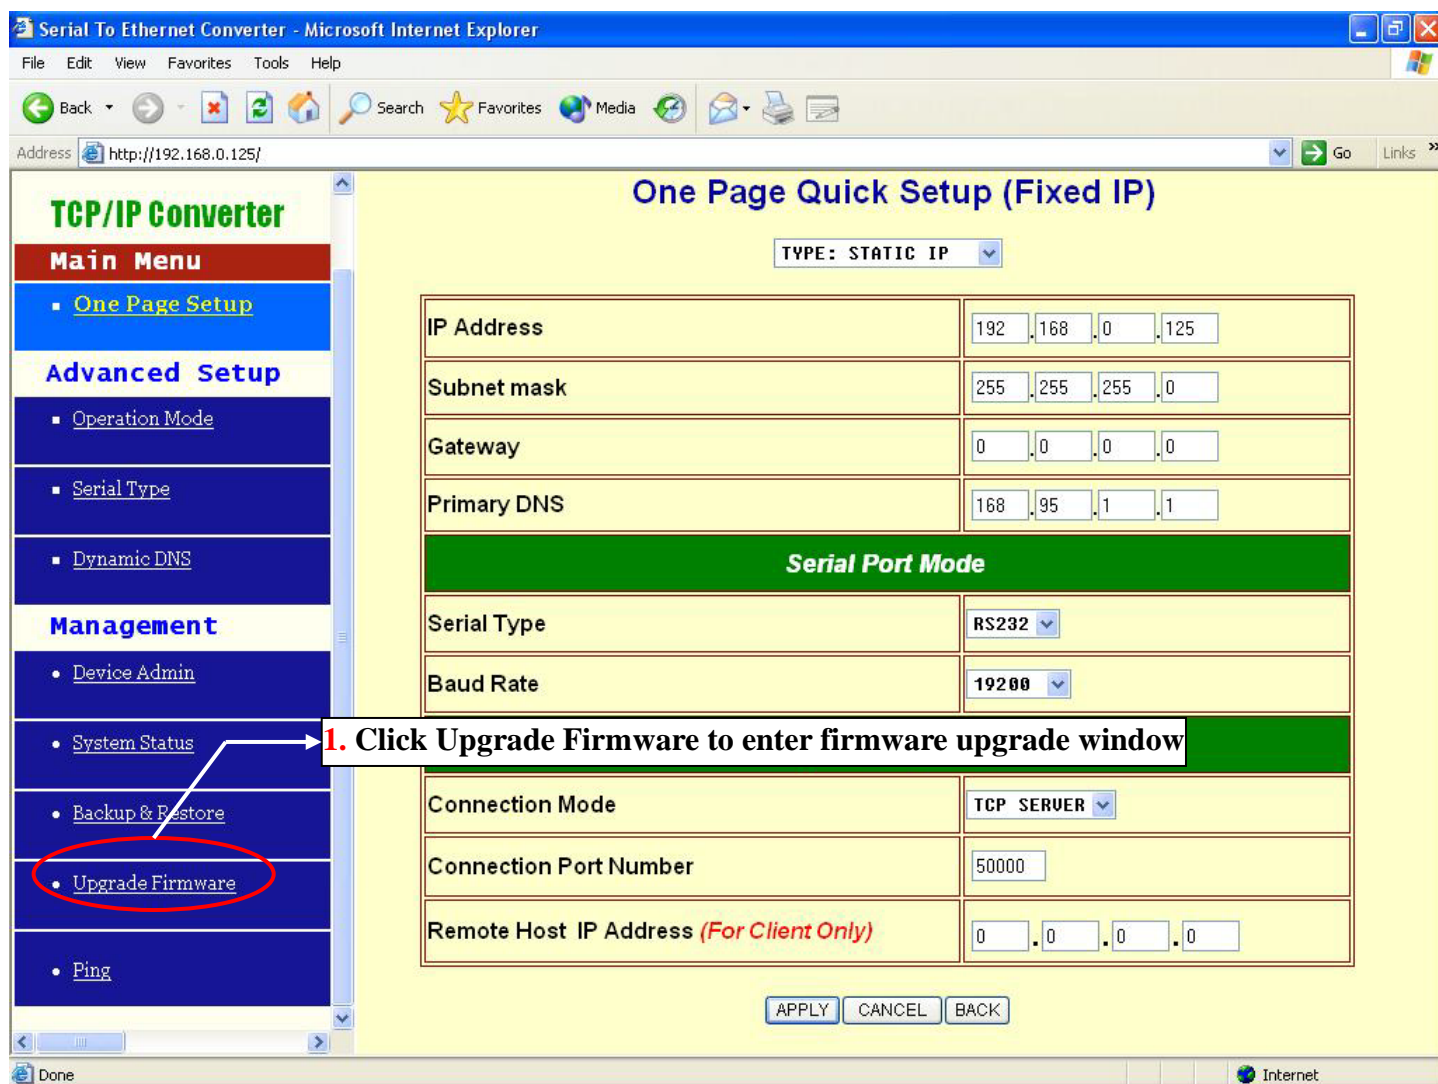 Serial To Ethernet Converter - Microsoft Internet Explorer
File Edit View Favorites Tools Help
Back Search Favorites Media
Address http://192.168.0.125/ Go Links »
TCP/IP Converter
Main Menu
One Page Setup
Advanced Setup
Operation Mode
Serial Type
Dynamic DNS
Management
Device Admin
System Status
Backup & Restore
Upgrade Firmware
Ping
One Page Quick Setup (Fixed IP)
TYPE: STATIC IP
IP Address 192 . 168 . 0 . 125
Subnet mask 255 . 255 . 255 . 0
Gateway 0 . 0 . 0 . 0
Primary DNS 168 . 95 . 1 . 1
Serial Port Mode
Serial Type RS232
Baud Rate 19200
1. Click Upgrade Firmware to enter firmware upgrade window
Connection Mode TCP SERVER
Connection Port Number 50000
Remote Host IP Address (For Client Only) 0 . 0 . 0 . 0
APPLY CANCEL BACK
Done Internet